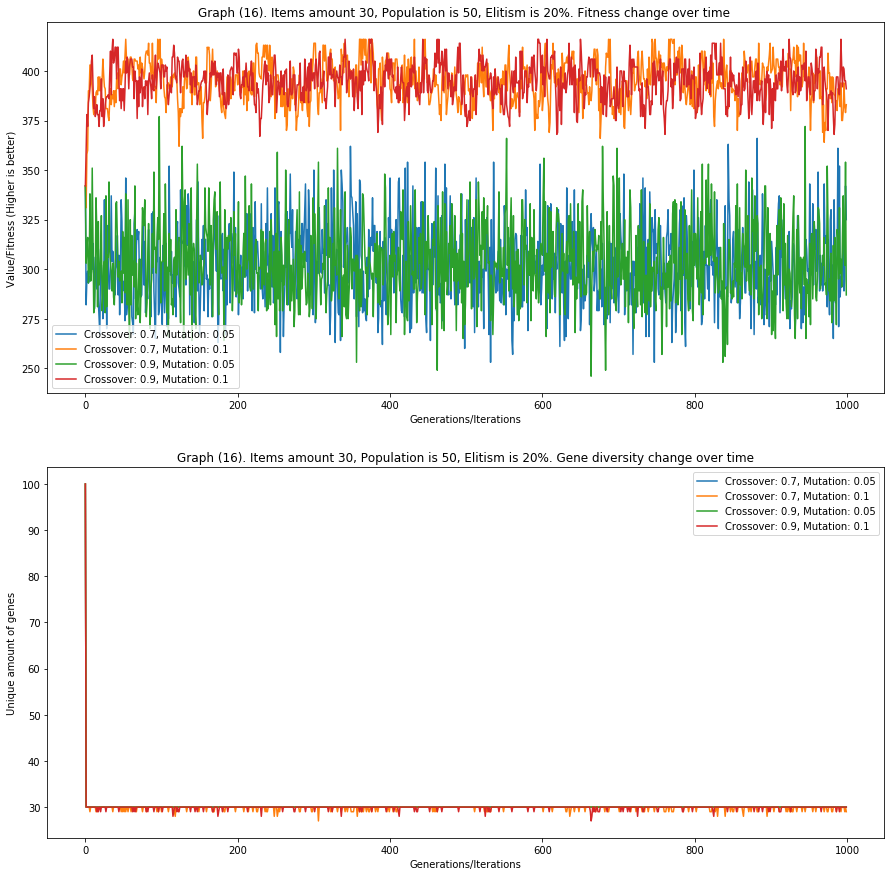 Graph (16). Items amount 30, Population is 50, Elitism is 20%. Fitness change over time
Value/Fitness (Higher is better)
400
375
350
325
300
275
250
Crossover: 0.7, Mutation: 0.05
Crossover: 0.7, Mutation: 0.1
Crossover: 0.9, Mutation: 0.05
Crossover: 0.9, Mutation: 0.1
0 200 400 600 800 1000
Generations/Iterations
Graph (16). Items amount 30, Population is 50, Elitism is 20%. Gene diversity change over time
Unique amount of genes
100
90
80
70
60
50
40
30
Crossover: 0.7, Mutation: 0.05
Crossover: 0.7, Mutation: 0.1
Crossover: 0.9, Mutation: 0.05
Crossover: 0.9, Mutation: 0.1
0 200 400 600 800 1000
Generations/Iterations